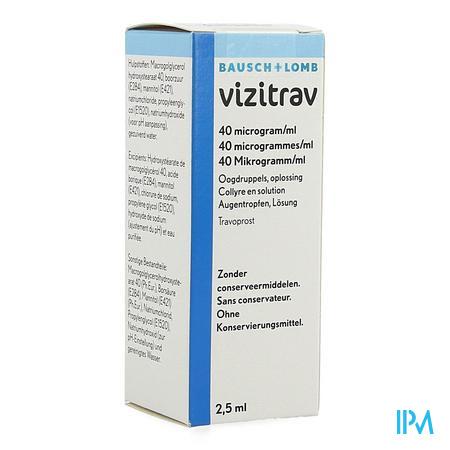 BAUSCH + LOMB
vizitrav
40 microgram/ml
40 microgrammes/ml
40 Mikrogramm/ml
Oogdruppels, oplossing
Collyre en solution
Augentropfen, Lösung
Travoprost
Zonder
conserveermiddelen.
Sans conservateur.
Ohne
Konservierungsmittel.
2,5 ml
Hulpstoffen: Macrogolglycerol
hydroxystearaat 40, boorzuur
(E284), mannitol (E421),
natriumchloride, propyleengly-
col (E1520), natriumhydroxide
(voor pH aanpassing),
gezuiverd water.
Excipients: Hydroxystéarate de
macrogolglycérol 40, acide
borique (E284), mannitol
(E421), chlorure de sodium,
propylène glycol (E1520),
hydroxyde de sodium
(ajustement du pH) et eau
purifiée.
Sonstige Bestandteile:
Macrogolglycerolhydroxyste-
arat 40 (Ph.Eur.), Borsäure
(E284), Mannitol (E421)
(Ph.Eur.), Natriumchlorid,
Propylenglycol (E1520),
Natriumhydroxid (zur
pH-Einstellung) und
gereinigtes Wasser.
IPM